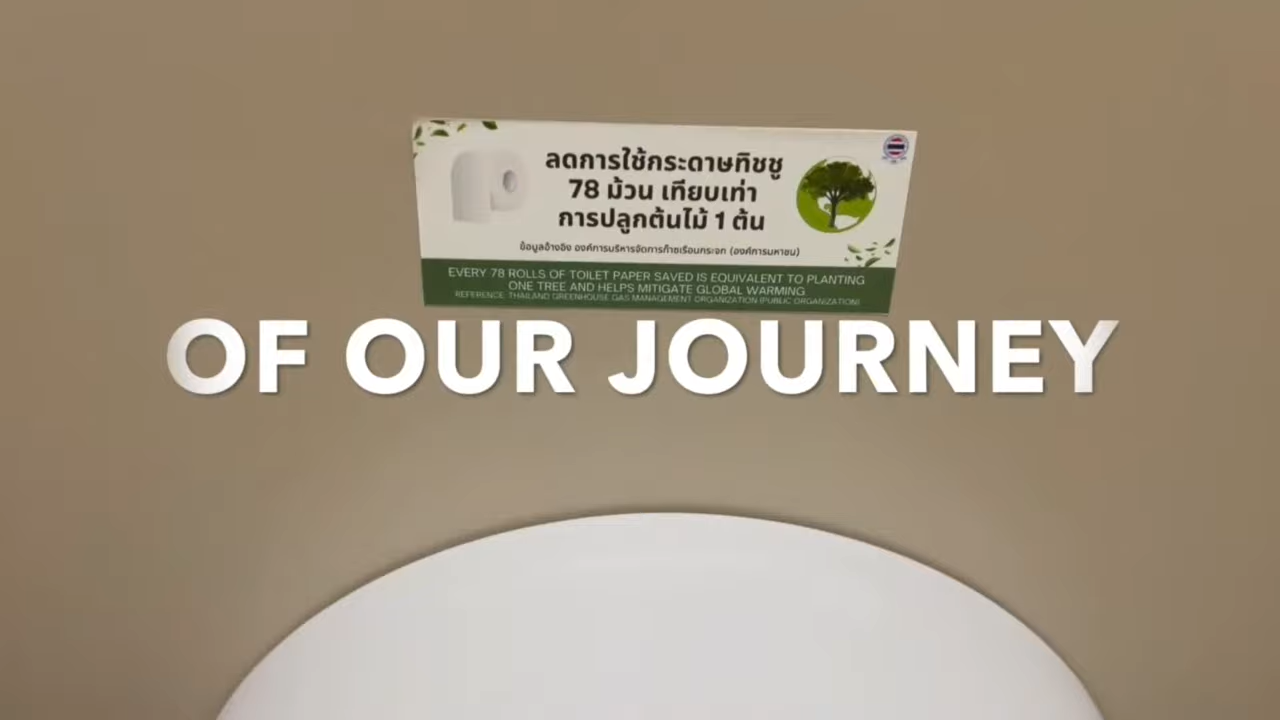 ลดการใช้กระดาษทิชชู
78 ม้วน เทียบเท่า
การปลูกต้นไม้ 1 ต้น
ข้อมูลอ้างอิง องค์การบริหารจัดการก๊าซเรือนกระจก (องค์การมหาชน)
EVERY 78 ROLLS OF TOILET PAPER SAVED IS EQUIVALENT TO PLANTING
ONE TREE AND HELPS MITIGATE GLOBAL WARMING
REFERENCE: THAILAND GREENHOUSE GAS MANAGEMENT ORGANIZATION (PUBLIC ORGANIZATION)
OF OUR JOURNEY